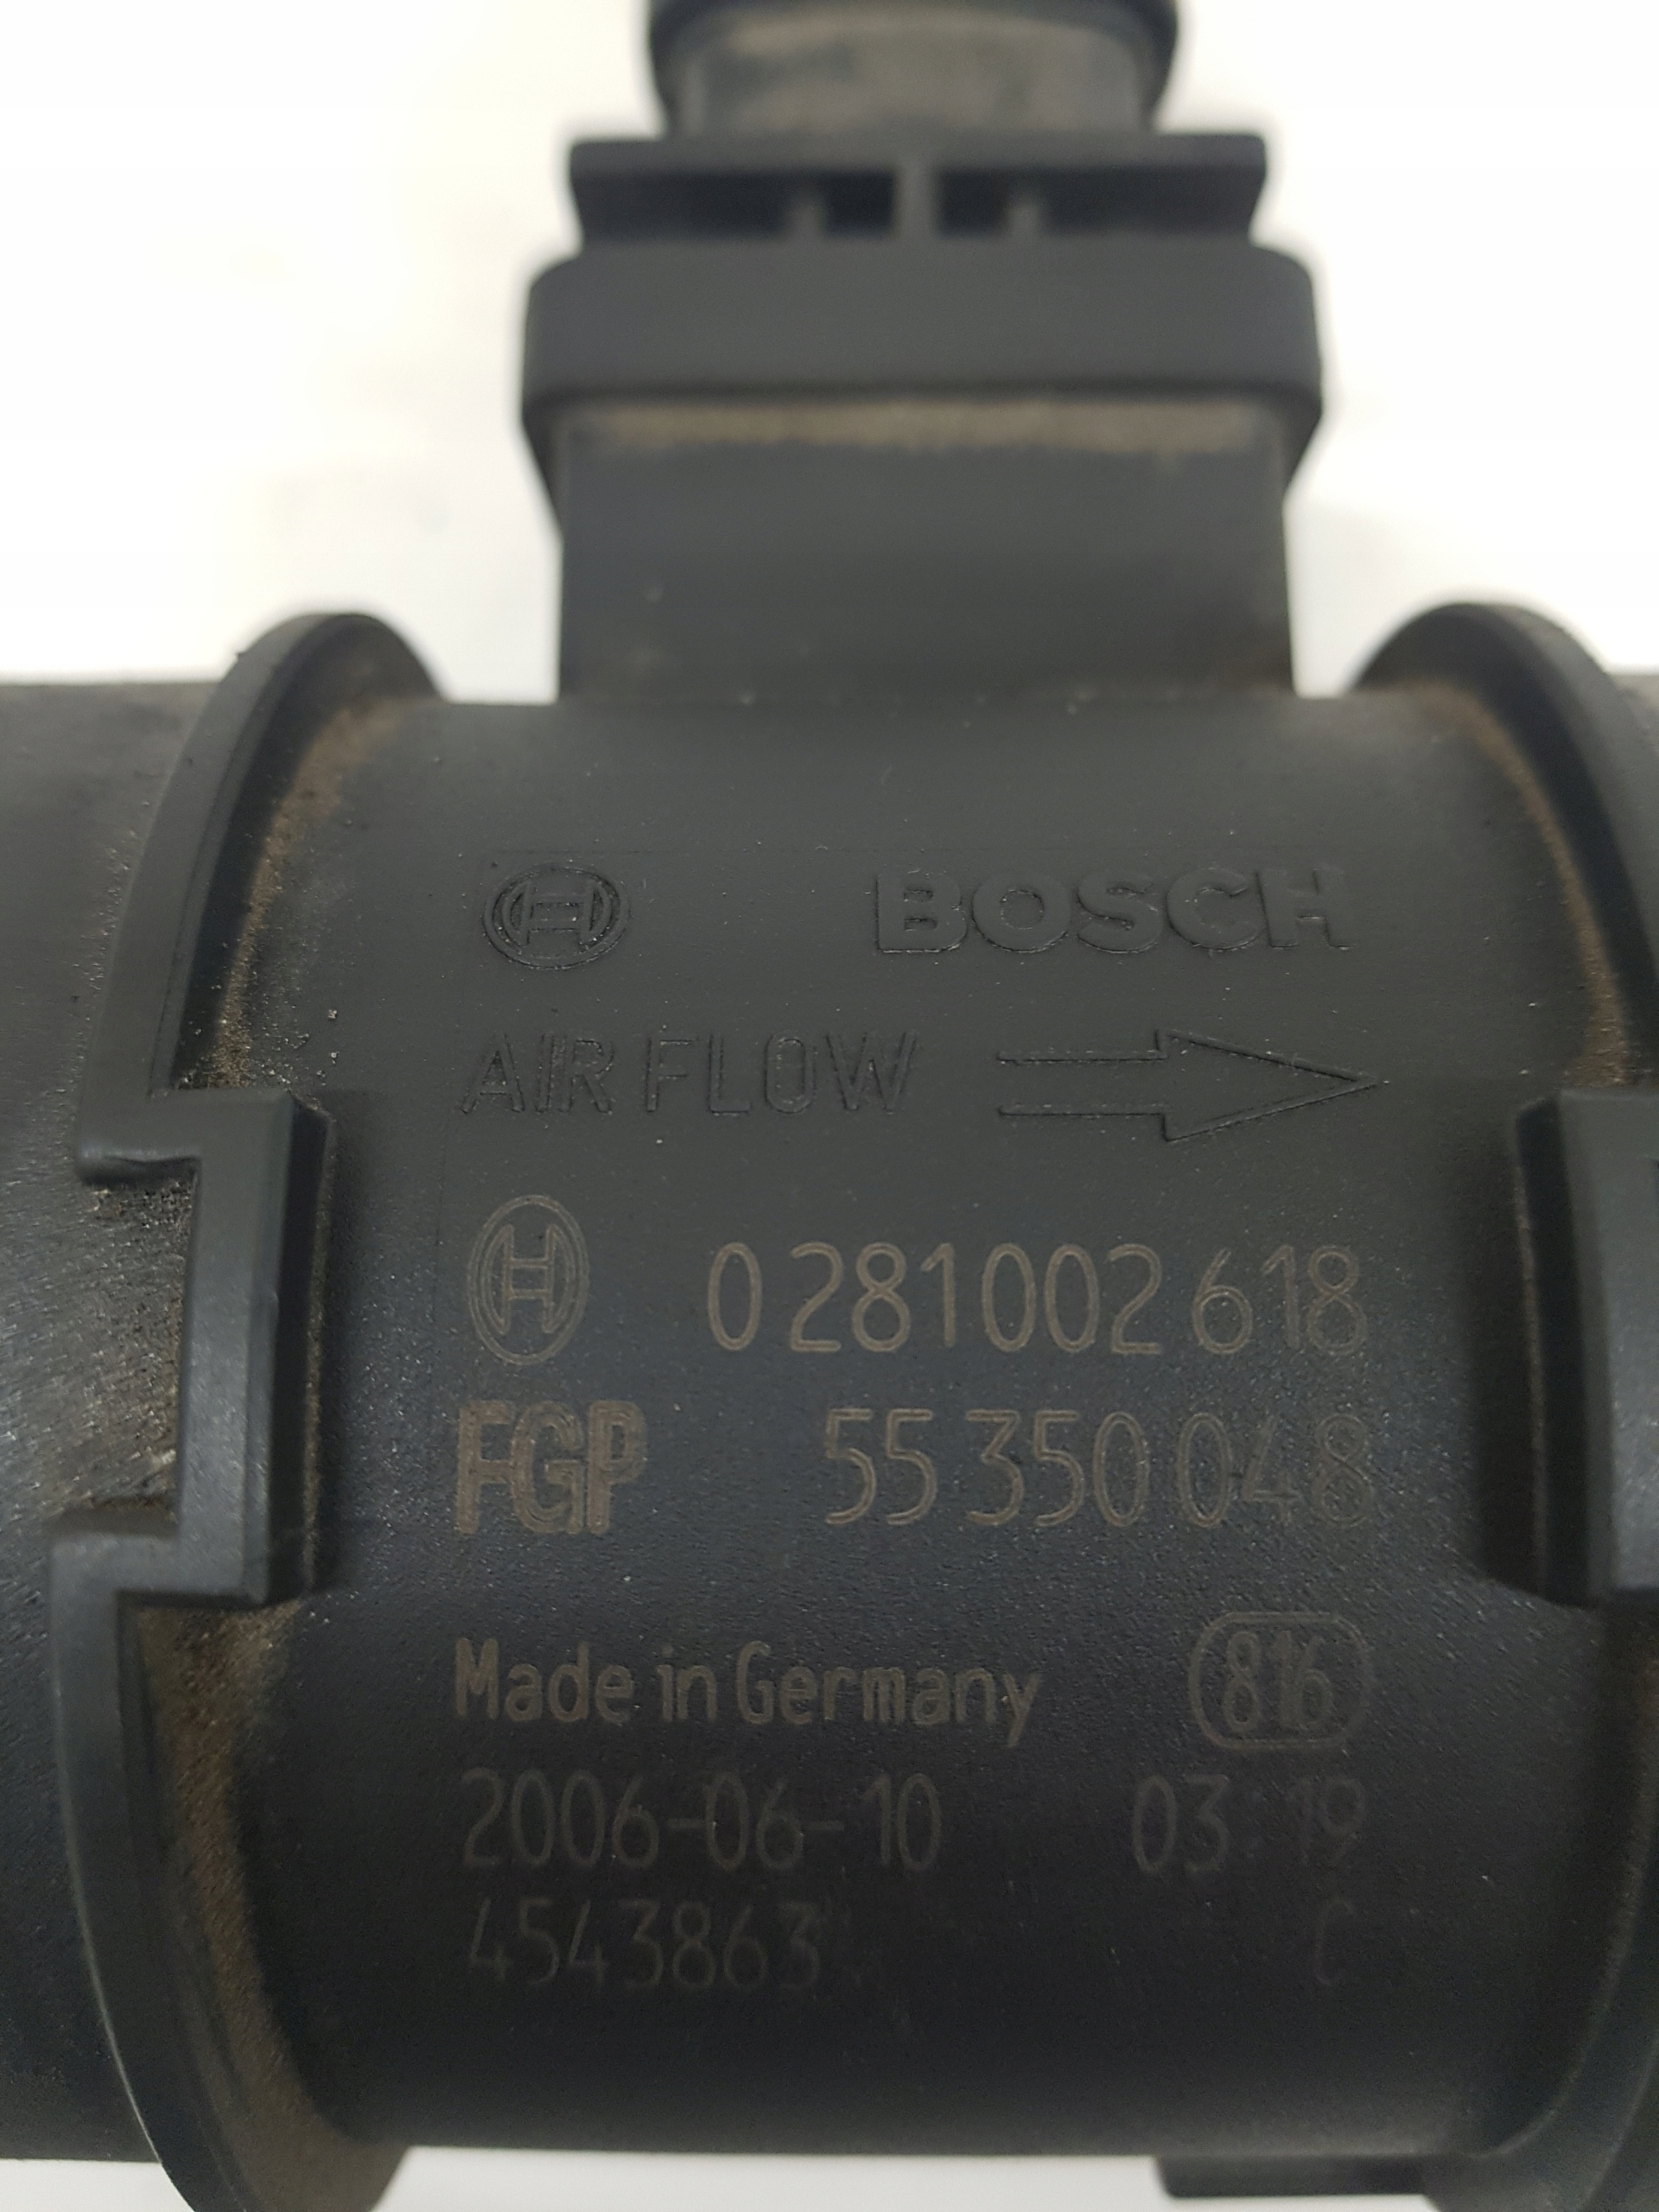 BOSCH
AIR FLOW
0 281 002 618
FGP 55 350 048
Made in Germany 816
2006-06-10 03:19
4543863 C